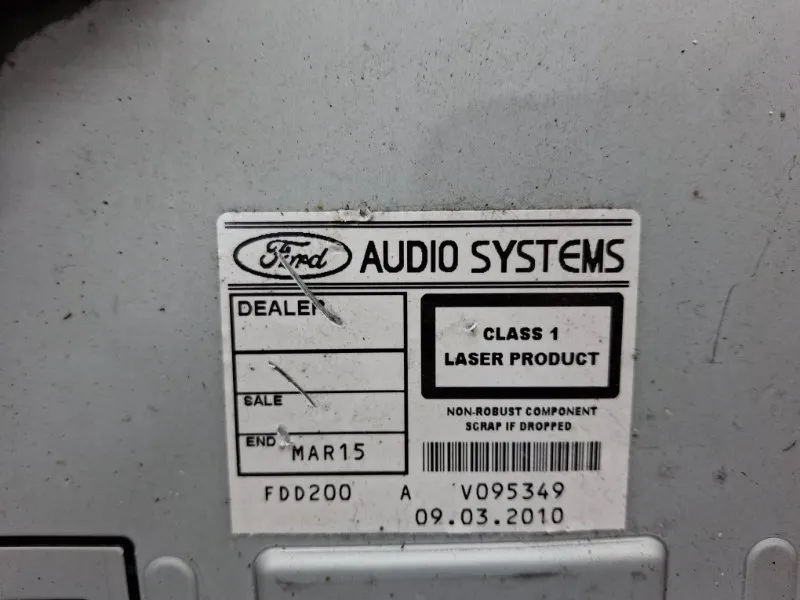 Ford AUDIO SYSTEMS
DEALER
CLASS 1
LASER PRODUCT
SALE
NON-ROBUST COMPONENT
SCRAP IF DROPPED
END MAR15
FDD200 A V095349
09.03.2010